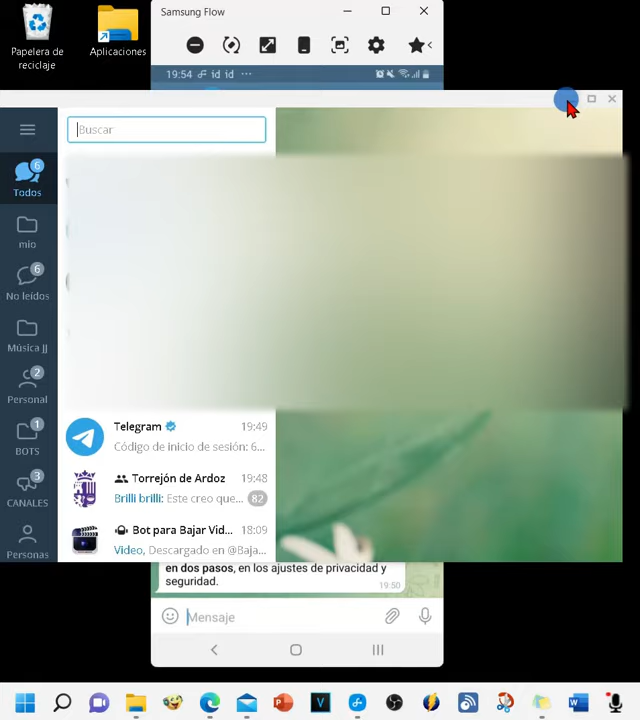 Samsung Flow
Papelera de
reciclaje
Aplicaciones
19:54
id id
Buscar
6
Todos
mio
6
No leídos
Música JJ
2
Personal
1
BOTS
3
CANALES
Personas
Telegram
19:49
Código de inicio de sesión: 6...
Torrejón de Ardoz
19:48
Brilli brilli: Este creo que...
82
Bot para Bajar Vid...
18:09
Video, Descargado en @Baja...
en dos pasos, en los ajustes de privacidad y
seguridad.
19:50
Mensaje